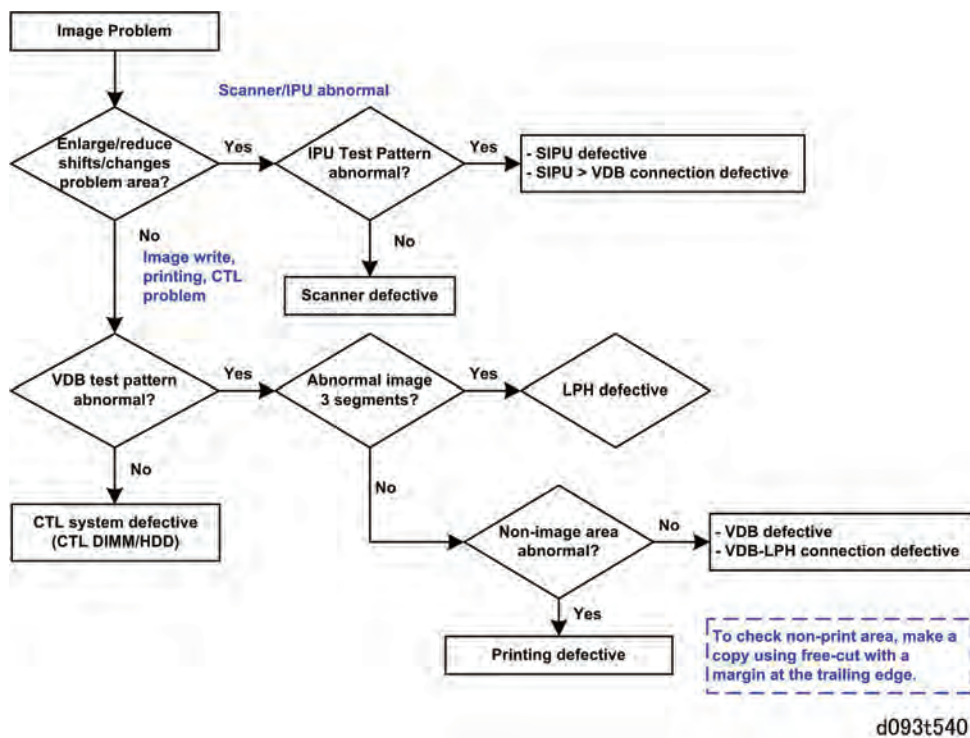 Image Problem
Scanner/IPU abnormal
Enlarge/reduce
shifts/changes
problem area?
Yes
IPU Test Pattern
abnormal?
Yes
- SIPU defective
- SIPU > VDB connection defective
No
Image write,
printing, CTL
problem
No
Scanner defective
VDB test pattern
abnormal?
Yes
Abnormal image
3 segments?
Yes
LPH defective
No
CTL system defective
(CTL DIMM/HDD)
No
Non-image area
abnormal?
No
- VDB defective
- VDB-LPH connection defective
Yes
Printing defective
To check non-print area, make a
copy using free-cut with a
margin at the trailing edge.
d093t540